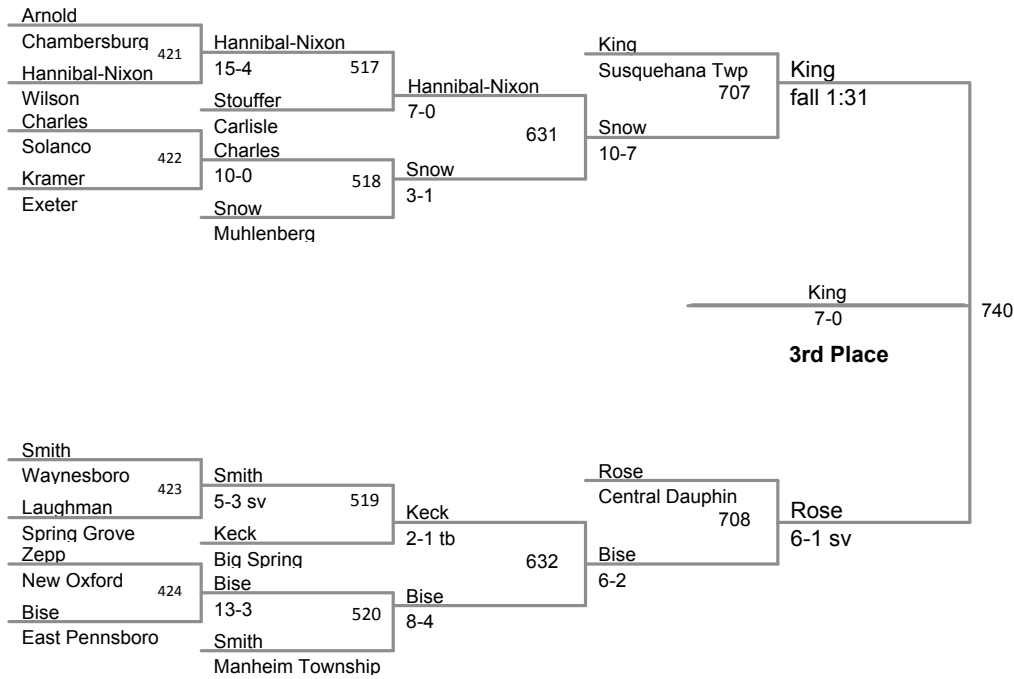 Arnold
Chambersburg
421
Hannibal-Nixon
Wilson
Charles
Solanco
422
Kramer
Exeter
Hannibal-Nixon
15-4
517
Stouffer
Carlisle
Charles
10-0
518
Snow
Muhlenberg
Hannibal-Nixon
7-0
631
Snow
3-1
King
Susquehana Twp
707
Snow
10-7
King
fall 1:31
King
7-0
740
3rd Place
Smith
Waynesboro
423
Laughman
Spring Grove
Zepp
New Oxford
424
Bise
East Pennsboro
Smith
5-3 sv
519
Keck
Big Spring
Bise
13-3
520
Smith
Manheim Township
Keck
2-1 tb
632
Bise
8-4
Rose
Central Dauphin
708
Bise
6-2
Rose
6-1 sv